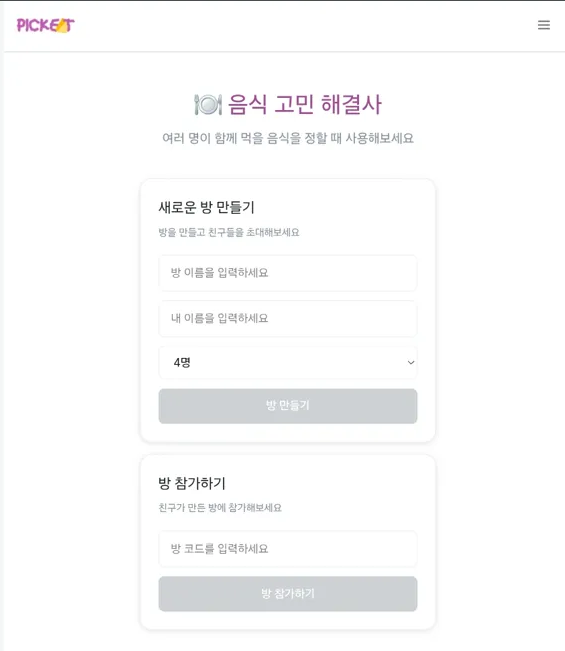 PICKET
🍽️ 음식 고민 해결사
여러 명이 함께 먹을 음식을 정할 때 사용해보세요
새로운 방 만들기
방을 만들고 친구들을 초대해보세요
방 이름을 입력하세요
내 이름을 입력하세요
4명
방 만들기
방 참가하기
친구가 만든 방에 참가해보세요
방 코드를 입력하세요
방 참가하기